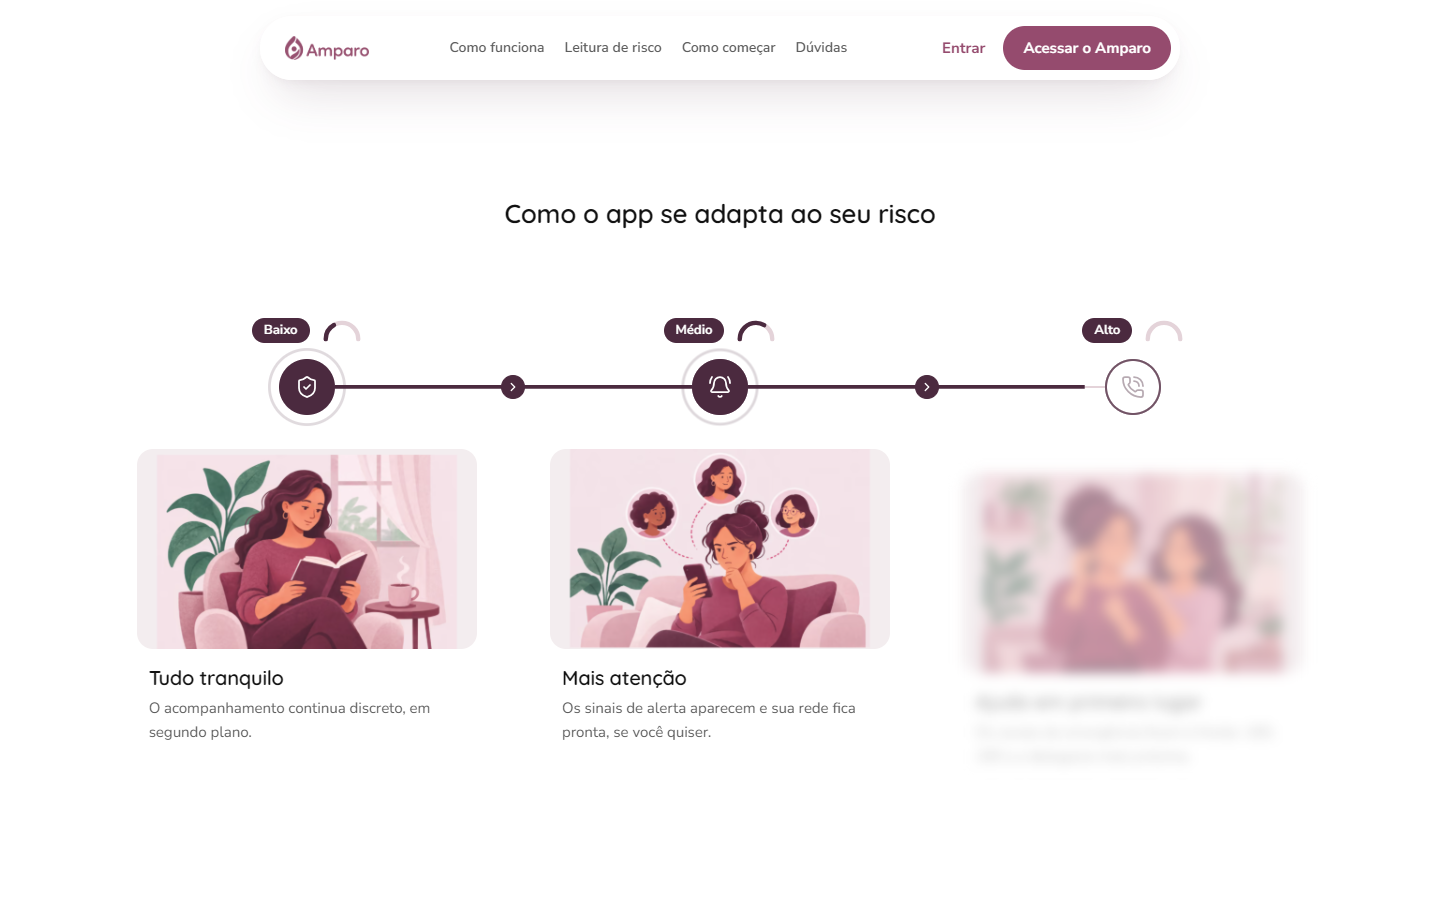 Amparo
Como funciona
Leitura de risco
Como começar
Dúvidas
Entrar
Acessar o Amparo
Como o app se adapta ao seu risco
Baixo
Médio
Alto
Tudo tranquilo
O acompanhamento continua discreto, em
segundo plano.
Mais atenção
Os sinais de alerta aparecem e sua rede fica
pronta, se você quiser.